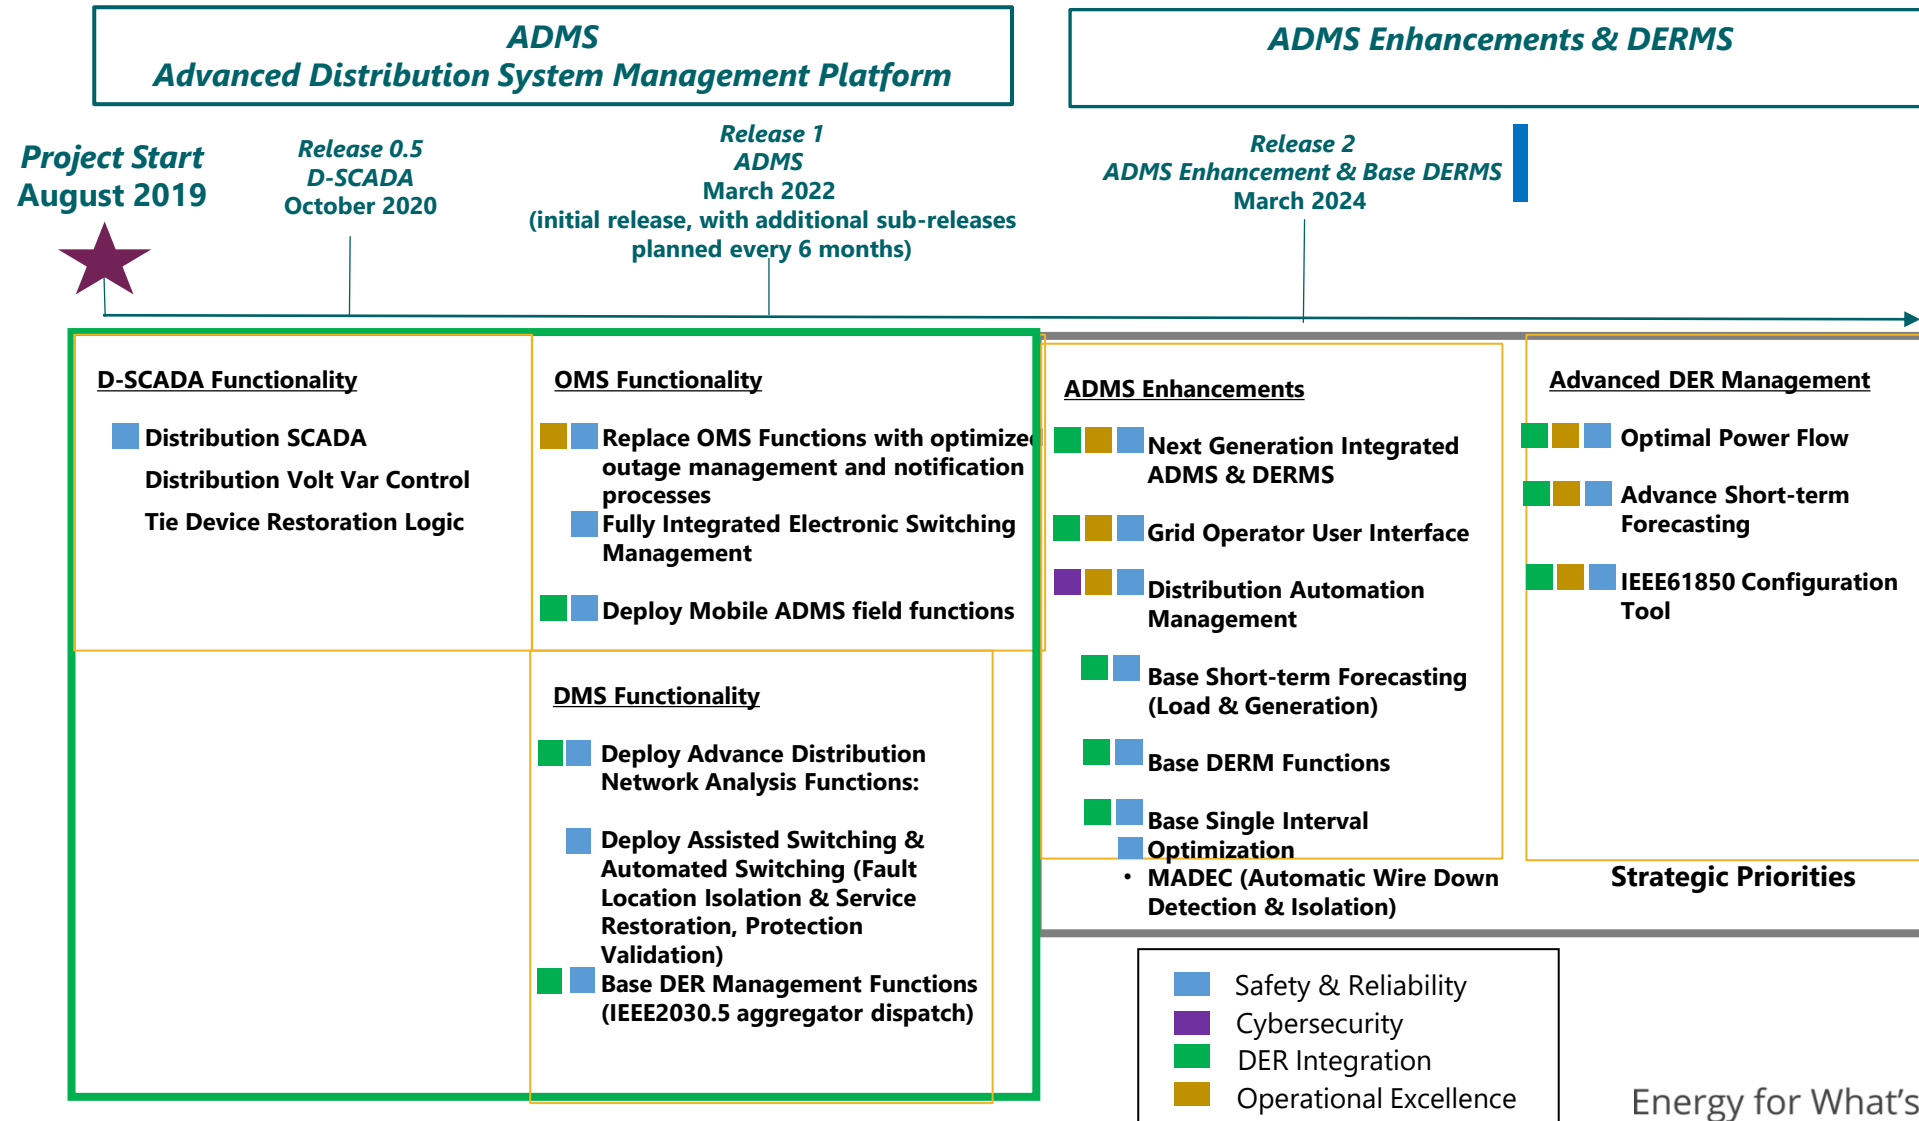 ADMS
Advanced Distribution System Management Platform
ADMS Enhancements & DERMS
Project Start
August 2019
Release 0.5
D-SCADA
October 2020
Release 1
ADMS
March 2022
(initial release, with additional sub-releases
planned every 6 months)
Release 2
ADMS Enhancement & Base DERMS
March 2024
D-SCADA Functionality
Distribution SCADA
Distribution Volt Var Control
Tie Device Restoration Logic
OMS Functionality
Replace OMS Functions with optimized
outage management and notification
processes
Fully Integrated Electronic Switching
Management
Deploy Mobile ADMS field functions
DMS Functionality
Deploy Advance Distribution
Network Analysis Functions:
Deploy Assisted Switching &
Automated Switching (Fault
Location Isolation & Service
Restoration, Protection
Validation)
Base DER Management Functions
(IEEE2030.5 aggregator dispatch)
ADMS Enhancements
Next Generation Integrated
ADMS & DERMS
Grid Operator User Interface
Distribution Automation
Management
Base Short-term Forecasting
(Load & Generation)
Base DERM Functions
Base Single Interval
Optimization
• MADEC (Automatic Wire Down
Detection & Isolation)
Advanced DER Management
Optimal Power Flow
Advance Short-term
Forecasting
IEEE61850 Configuration
Tool
Strategic Priorities
Safety & Reliability
Cybersecurity
DER Integration
Operational Excellence
Energy for What's